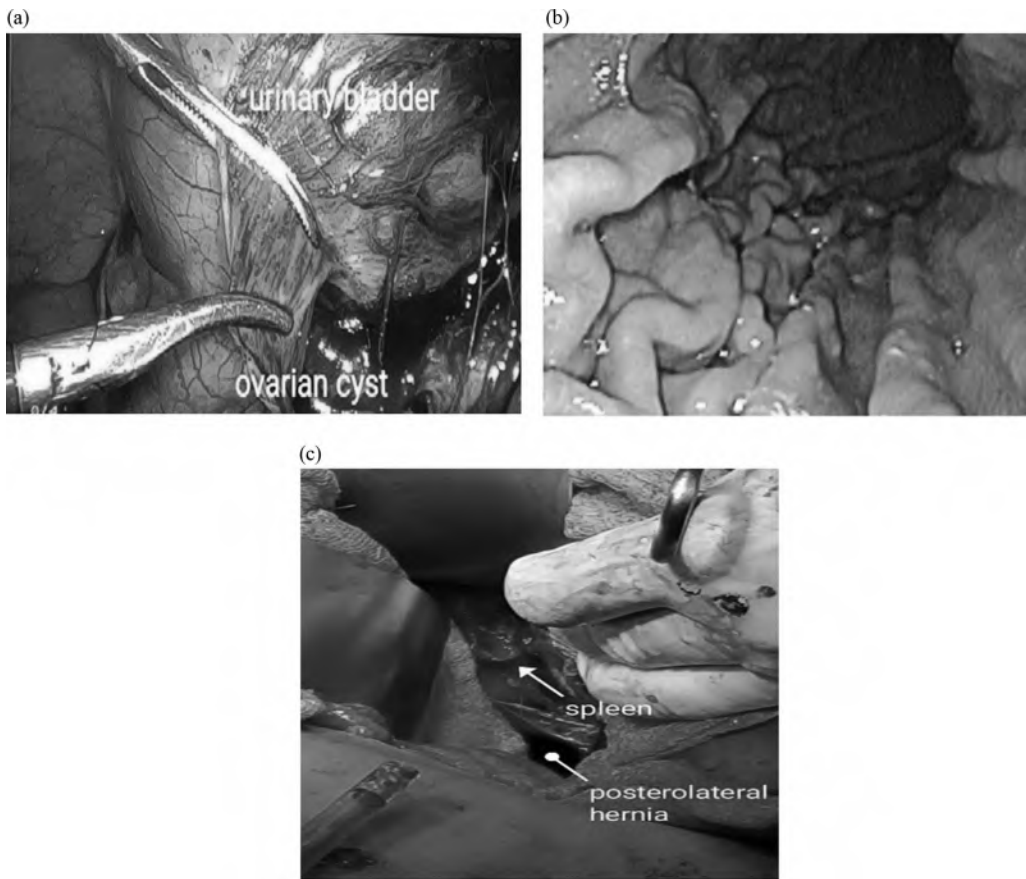 (a)
(b)
urinary bladder
ovarian cyst
(c)
spleen
posterolateral
hernia